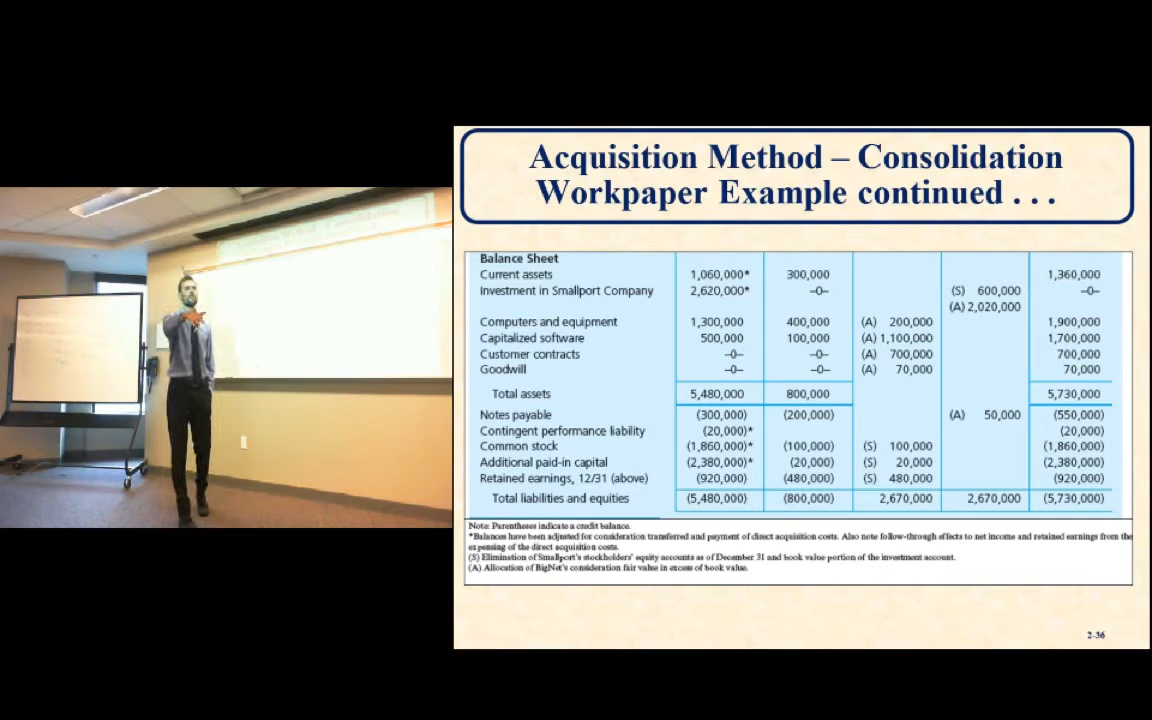 Acquisition Method – Consolidation
Workpaper Example continued . . .
Balance Sheet
Current assets 1,060,000* 300,000 1,360,000
Investment in Smallport Company 2,620,000* –0– (S) 600,000 –0–
(A) 2,020,000
Computers and equipment 1,300,000 400,000 (A) 200,000 1,900,000
Capitalized software 500,000 100,000 (A) 1,100,000 1,700,000
Customer contracts –0– –0– (A) 700,000 700,000
Goodwill –0– –0– (A) 70,000 70,000
Total assets 5,480,000 800,000 5,730,000
Notes payable (300,000) (200,000) (A) 50,000 (550,000)
Contingent performance liability (20,000)* (20,000)
Common stock (1,860,000)* (100,000) (S) 100,000 (1,860,000)
Additional paid-in capital (2,380,000)* (20,000) (S) 20,000 (2,380,000)
Retained earnings, 12/31 (above) (920,000) (480,000) (S) 480,000 (920,000)
Total liabilities and equities (5,480,000) (800,000) 2,670,000 2,670,000 (5,730,000)
Note: Parentheses indicate a credit balance.
*Balances have been adjusted for consideration transferred and payment of direct acquisition costs. Also note follow-through effects to net income and retained earnings from the
expensing of the direct acquisition costs.
(S) Elimination of Smallport's stockholders' equity accounts as of December 31 and book value portion of the investment account.
(A) Allocation of BigNet's consideration fair value in excess of book value.
2-36